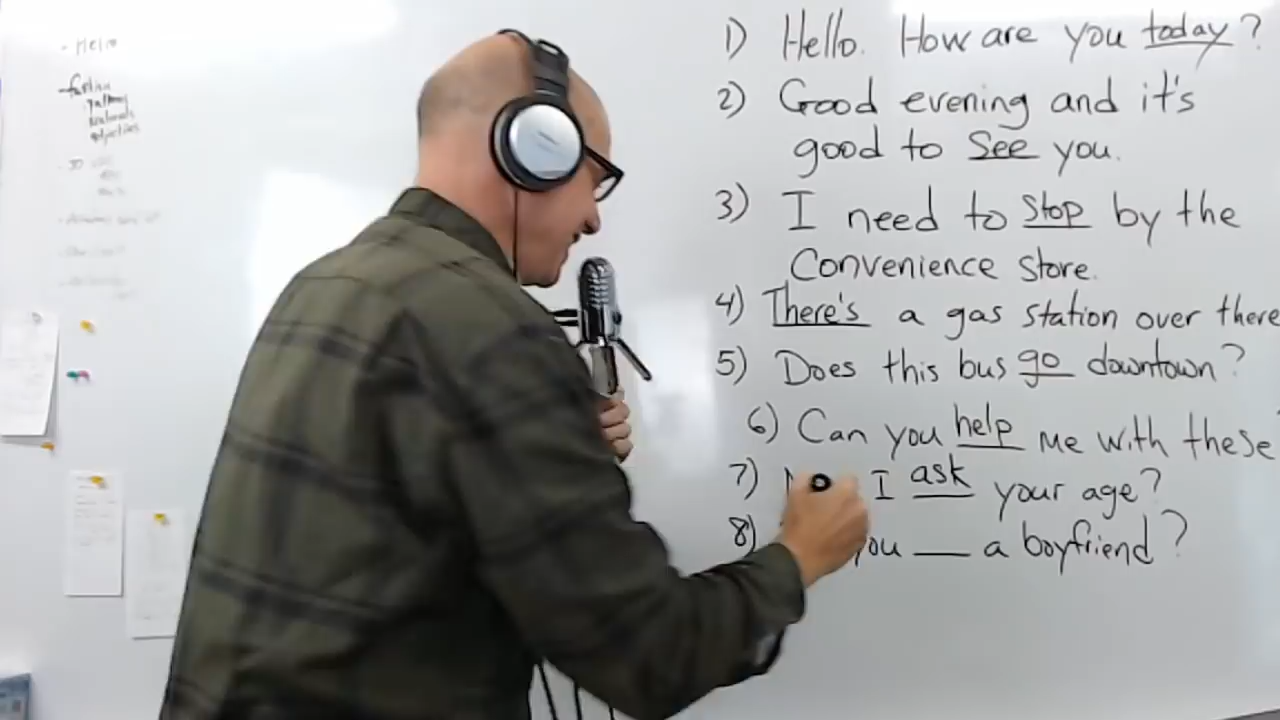 Hello
1) Hello. How are you today?
2) Good evening and it's
good to see you.
3) I need to stop by the
Convenience store.
4) There's a gas station over there
5) Does this bus go downtown?
6) Can you help me with these
7) I ask your age?
8) you ___ a boyfriend?